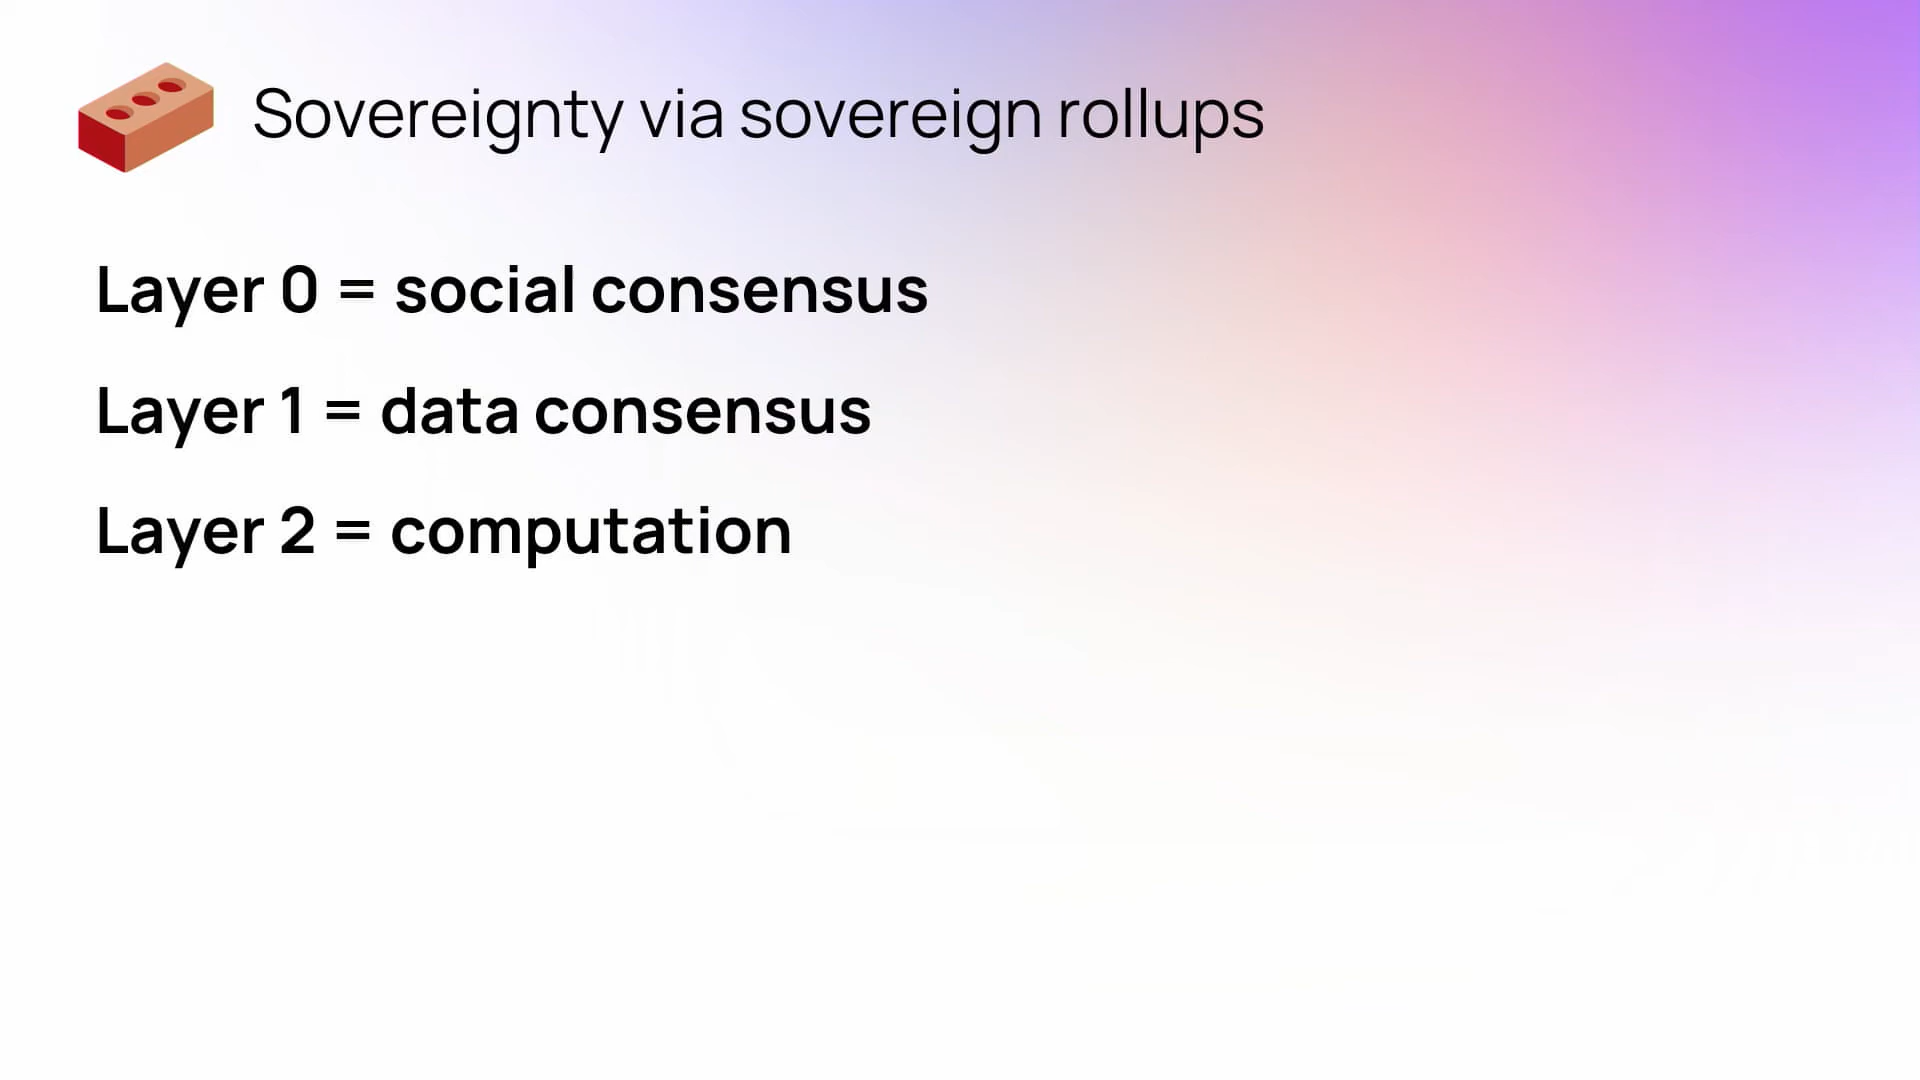 Sovereignty via sovereign rollups
Layer 0 = social consensus
Layer 1 = data consensus
Layer 2 = computation